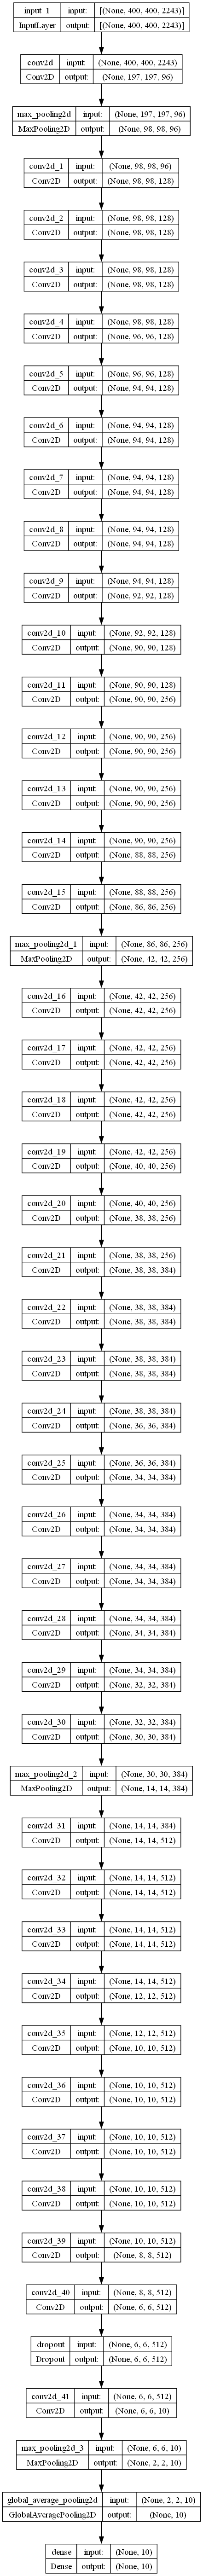 input_1 input: [(None, 400, 400, 2243)]
InputLayer output: [(None, 400, 400, 2243)]
conv2d input: (None, 400, 400, 2243)
Conv2D output: (None, 197, 197, 96)
max_pooling2d input: (None, 197, 197, 96)
MaxPooling2D output: (None, 98, 98, 96)
conv2d_1 input: (None, 98, 98, 96)
Conv2D output: (None, 98, 98, 128)
conv2d_2 input: (None, 98, 98, 128)
Conv2D output: (None, 98, 98, 128)
conv2d_3 input: (None, 98, 98, 128)
Conv2D output: (None, 98, 98, 128)
conv2d_4 input: (None, 98, 98, 128)
Conv2D output: (None, 96, 96, 128)
conv2d_5 input: (None, 96, 96, 128)
Conv2D output: (None, 94, 94, 128)
conv2d_6 input: (None, 94, 94, 128)
Conv2D output: (None, 94, 94, 128)
conv2d_7 input: (None, 94, 94, 128)
Conv2D output: (None, 94, 94, 128)
conv2d_8 input: (None, 94, 94, 128)
Conv2D output: (None, 94, 94, 128)
conv2d_9 input: (None, 94, 94, 128)
Conv2D output: (None, 92, 92, 128)
conv2d_10 input: (None, 92, 92, 128)
Conv2D output: (None, 90, 90, 128)
conv2d_11 input: (None, 90, 90, 128)
Conv2D output: (None, 90, 90, 256)
conv2d_12 input: (None, 90, 90, 256)
Conv2D output: (None, 90, 90, 256)
conv2d_13 input: (None, 90, 90, 256)
Conv2D output: (None, 90, 90, 256)
conv2d_14 input: (None, 90, 90, 256)
Conv2D output: (None, 88, 88, 256)
conv2d_15 input: (None, 88, 88, 256)
Conv2D output: (None, 86, 86, 256)
max_pooling2d_1 input: (None, 86, 86, 256)
MaxPooling2D output: (None, 42, 42, 256)
conv2d_16 input: (None, 42, 42, 256)
Conv2D output: (None, 42, 42, 256)
conv2d_17 input: (None, 42, 42, 256)
Conv2D output: (None, 42, 42, 256)
conv2d_18 input: (None, 42, 42, 256)
Conv2D output: (None, 42, 42, 256)
conv2d_19 input: (None, 42, 42, 256)
Conv2D output: (None, 40, 40, 256)
conv2d_20 input: (None, 40, 40, 256)
Conv2D output: (None, 38, 38, 256)
conv2d_21 input: (None, 38, 38, 256)
Conv2D output: (None, 38, 38, 384)
conv2d_22 input: (None, 38, 38, 384)
Conv2D output: (None, 38, 38, 384)
conv2d_23 input: (None, 38, 38, 384)
Conv2D output: (None, 38, 38, 384)
conv2d_24 input: (None, 38, 38, 384)
Conv2D output: (None, 36, 36, 384)
conv2d_25 input: (None, 36, 36, 384)
Conv2D output: (None, 34, 34, 384)
conv2d_26 input: (None, 34, 34, 384)
Conv2D output: (None, 34, 34, 384)
conv2d_27 input: (None, 34, 34, 384)
Conv2D output: (None, 34, 34, 384)
conv2d_28 input: (None, 34, 34, 384)
Conv2D output: (None, 34, 34, 384)
conv2d_29 input: (None, 34, 34, 384)
Conv2D output: (None, 32, 32, 384)
conv2d_30 input: (None, 32, 32, 384)
Conv2D output: (None, 30, 30, 384)
max_pooling2d_2 input: (None, 30, 30, 384)
MaxPooling2D output: (None, 14, 14, 384)
conv2d_31 input: (None, 14, 14, 384)
Conv2D output: (None, 14, 14, 512)
conv2d_32 input: (None, 14, 14, 512)
Conv2D output: (None, 14, 14, 512)
conv2d_33 input: (None, 14, 14, 512)
Conv2D output: (None, 14, 14, 512)
conv2d_34 input: (None, 14, 14, 512)
Conv2D output: (None, 12, 12, 512)
conv2d_35 input: (None, 12, 12, 512)
Conv2D output: (None, 10, 10, 512)
conv2d_36 input: (None, 10, 10, 512)
Conv2D output: (None, 10, 10, 512)
conv2d_37 input: (None, 10, 10, 512)
Conv2D output: (None, 10, 10, 512)
conv2d_38 input: (None, 10, 10, 512)
Conv2D output: (None, 10, 10, 512)
conv2d_39 input: (None, 10, 10, 512)
Conv2D output: (None, 8, 8, 512)
conv2d_40 input: (None, 8, 8, 512)
Conv2D output: (None, 6, 6, 512)
dropout input: (None, 6, 6, 512)
Dropout output: (None, 6, 6, 512)
conv2d_41 input: (None, 6, 6, 512)
Conv2D output: (None, 6, 6, 10)
max_pooling2d_3 input: (None, 6, 6, 10)
MaxPooling2D output: (None, 2, 2, 10)
global_average_pooling2d input: (None, 2, 2, 10)
GlobalAveragePooling2D output: (None, 10)
dense input: (None, 10)
Dense output: (None, 10)